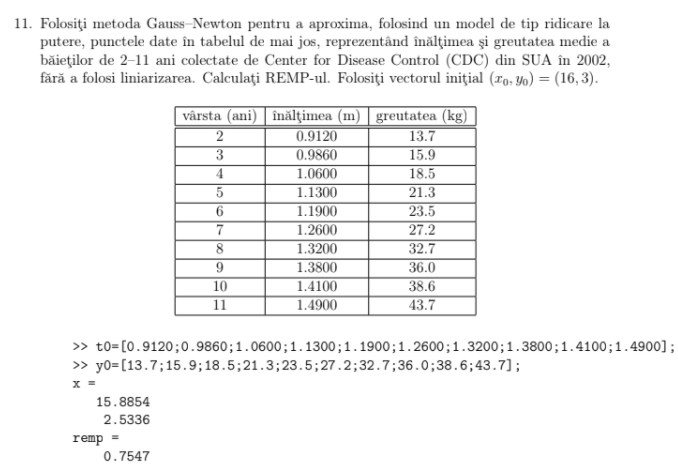 11. Folosiţi metoda Gauss–Newton pentru a aproxima, folosind un model de tip ridicare la
putere, punctele date în tabelul de mai jos, reprezentând înălţimea şi greutatea medie a
băieţilor de 2–11 ani colectate de Center for Disease Control (CDC) din SUA în 2002,
fără a folosi liniarizarea. Calculaţi REMP-ul. Folosiţi vectorul iniţial (x₀, y₀) = (16, 3).
vârsta (ani) înălţimea (m) greutatea (kg)
2 0.9120 13.7
3 0.9860 15.9
4 1.0600 18.5
5 1.1300 21.3
6 1.1900 23.5
7 1.2600 27.2
8 1.3200 32.7
9 1.3800 36.0
10 1.4100 38.6
11 1.4900 43.7
>> t0=[0.9120;0.9860;1.0600;1.1300;1.1900;1.2600;1.3200;1.3800;1.4100;1.4900];
>> y0=[13.7;15.9;18.5;21.3;23.5;27.2;32.7;36.0;38.6;43.7];
x =
15.8854
2.5336
remp =
0.7547